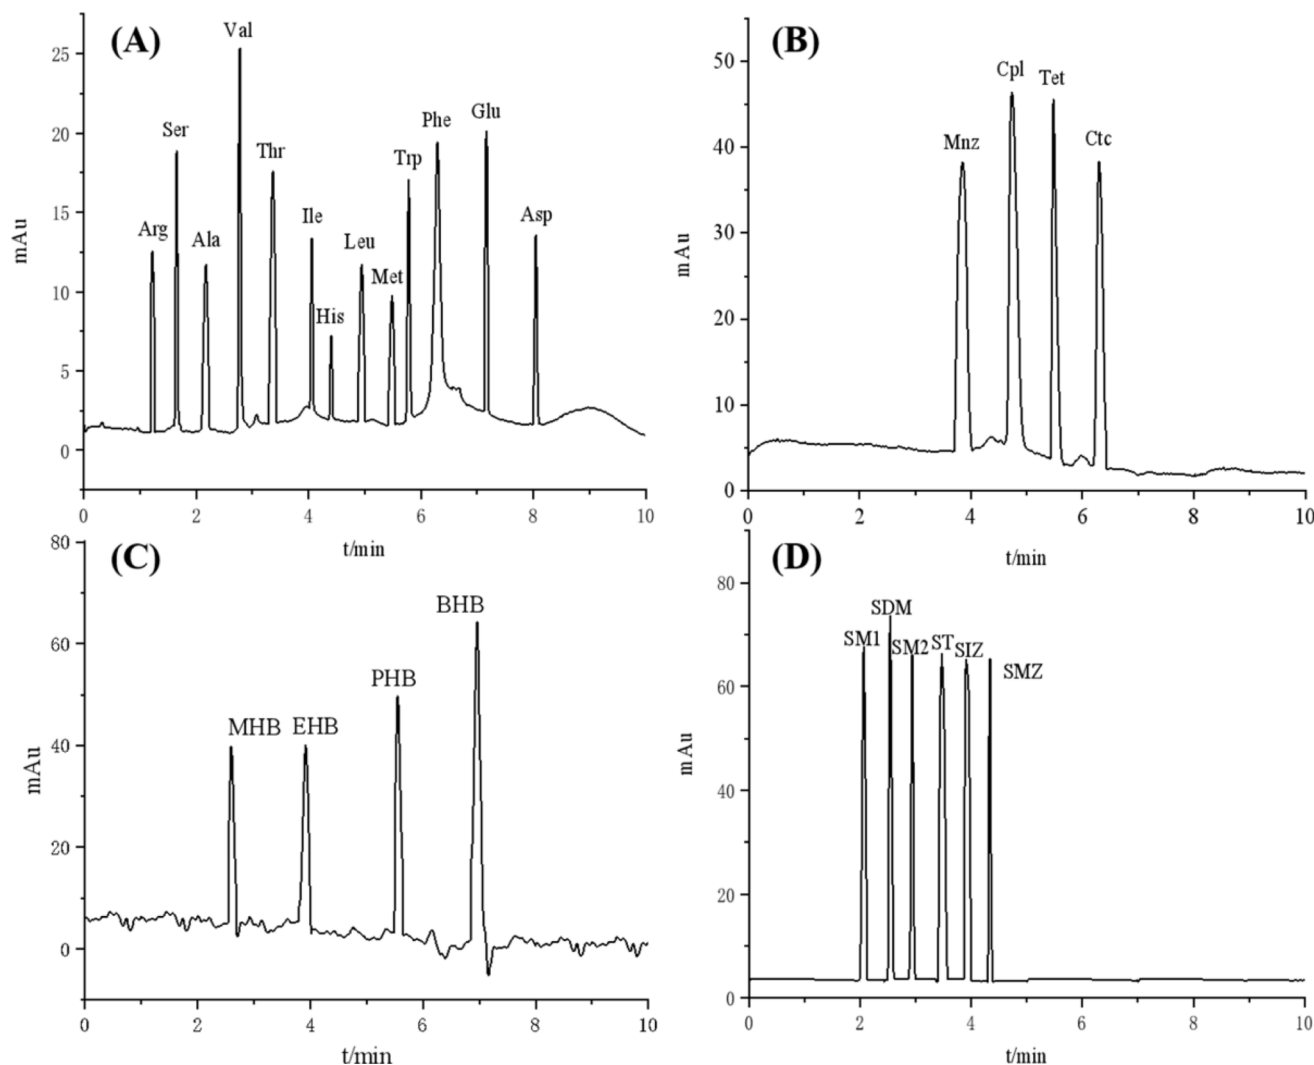 (A)
Val
25
Ser
20
Glu
Phe
Thr
Trp
15
Arg
Ala
Ile
Leu
Asp
Met
10
His
5
0
mAu
0 2 4 6 8 10
t/min
(B)
50
Cpl
Tet
Mnz
Ctc
40
30
20
10
0
mAu
0 2 4 6 8 10
t/min
(C)
80
BHB
60
PHB
MHB EHB
40
20
0
mAu
0 2 4 6 8 10
t/min
(D)
80
SDM
SM1 SM2 ST SIZ
SMZ
60
40
20
0
mAu
0 2 4 6 8 10
t/min